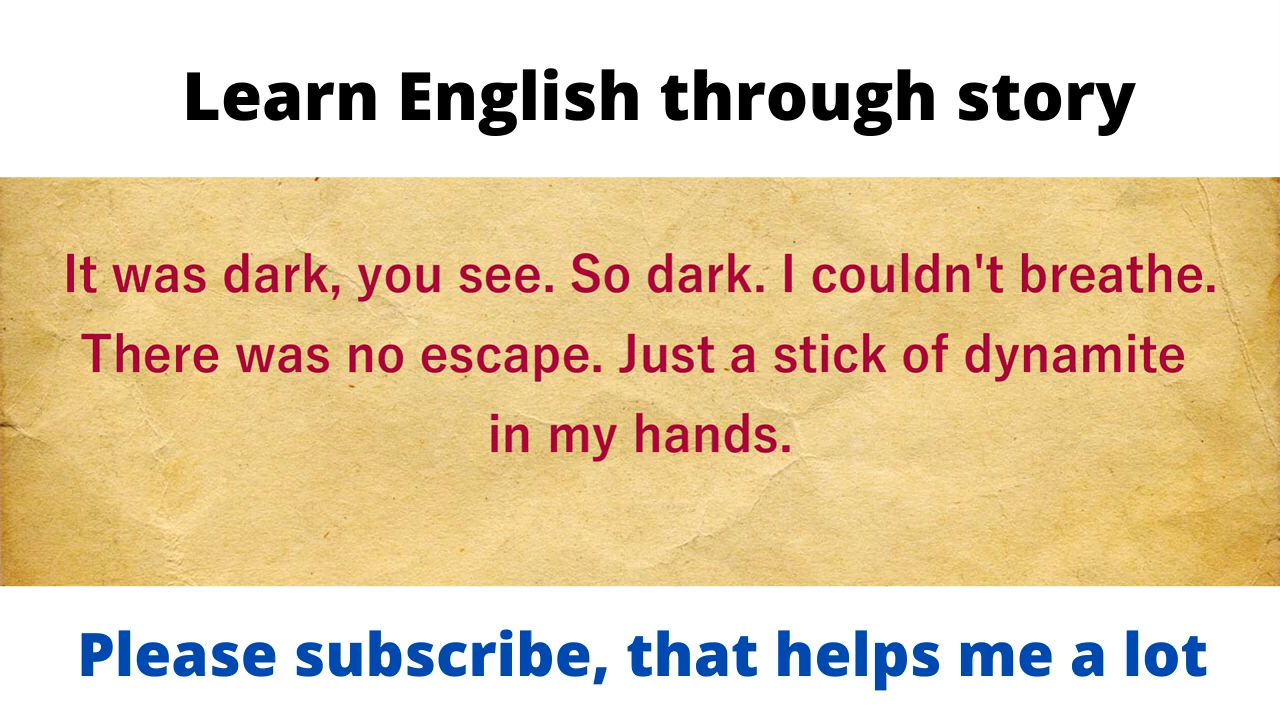 Learn English through story
It was dark, you see. So dark. I couldn't breathe.
There was no escape. Just a stick of dynamite
in my hands.
Please subscribe, that helps me a lot